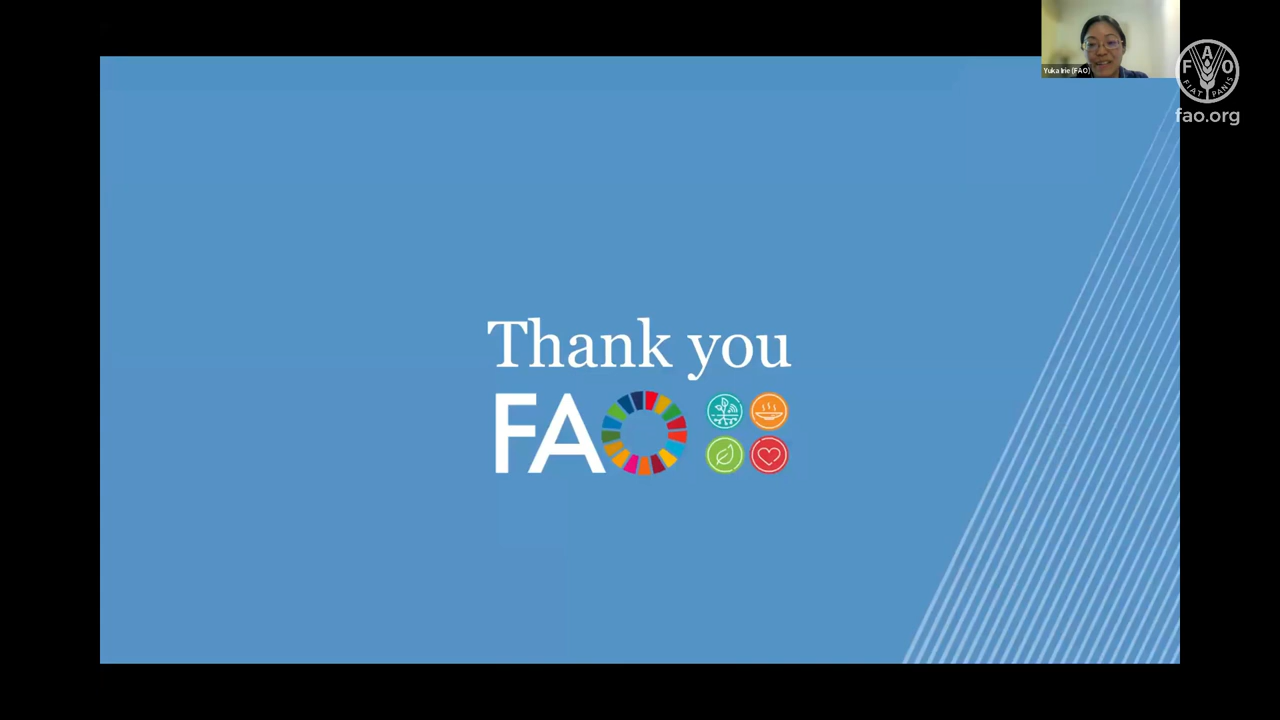 Yuka Irie (FAO)
F A O
FIAT PANIS
fao.org
Thank you
FAO